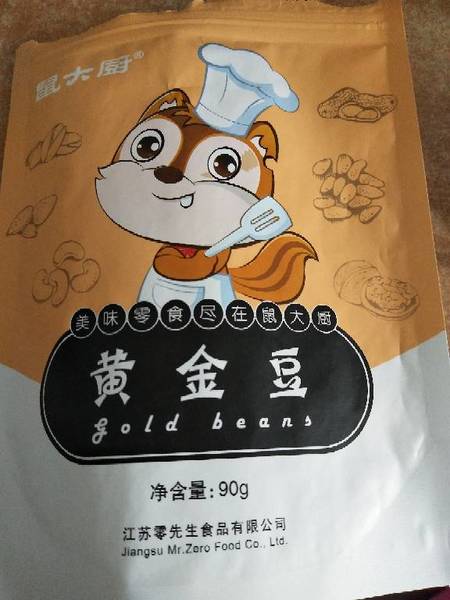 鼠大厨®
美味零食尽在鼠大厨
黄金豆
gold beans
净含量:90g
江苏零先生食品有限公司
Jiangsu Mr.Zero Food Co., Ltd.